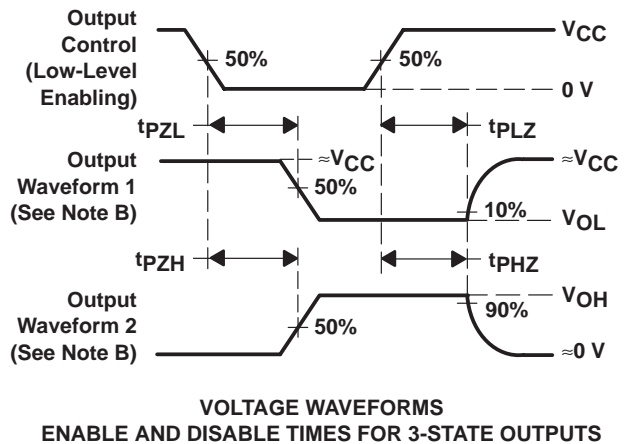 Output
Control
(Low-Level
Enabling)
50%
50%
VCC
0 V
tPZL
tPLZ
Output
Waveform 1
(See Note B)
≈VCC
50%
≈VCC
10%
VOL
tPZH
tPHZ
Output
Waveform 2
(See Note B)
50%
VOH
90%
≈0 V
VOLTAGE WAVEFORMS
ENABLE AND DISABLE TIMES FOR 3-STATE OUTPUTS